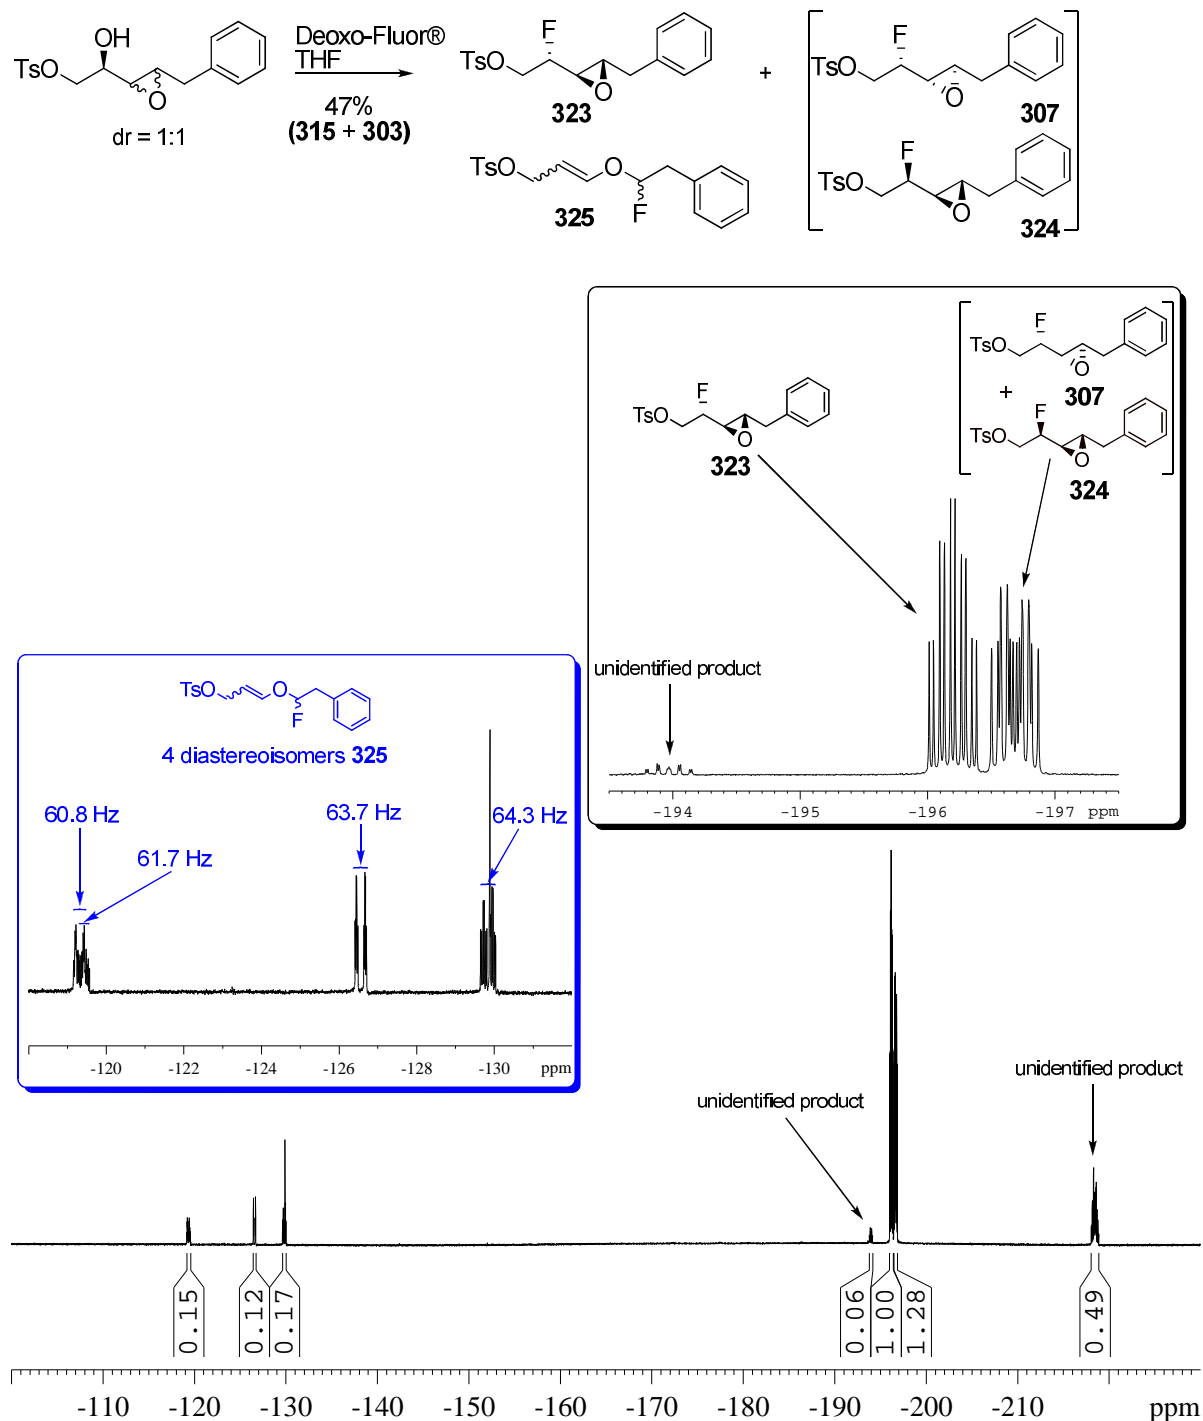 OH
TsO
O
dr = 1:1
Deoxo-Fluor®
THF
47%
(315 + 303)
F
TsO
O
323
+
F
TsO
O
307
F
TsO
O
324
TsO
O
F
325
F
TsO
O
323
F
TsO
O
307
+
F
TsO
O
324
unidentified product
-194 -195 -196 -197 ppm
TsO
O
F
4 diastereoisomers 325
60.8 Hz
61.7 Hz
63.7 Hz
64.3 Hz
-120 -122 -124 -126 -128 -130 ppm
unidentified product
unidentified product
0.15
0.12
0.17
0.06
1.00
1.28
0.49
-110 -120 -130 -140 -150 -160 -170 -180 -190 -200 -210 ppm